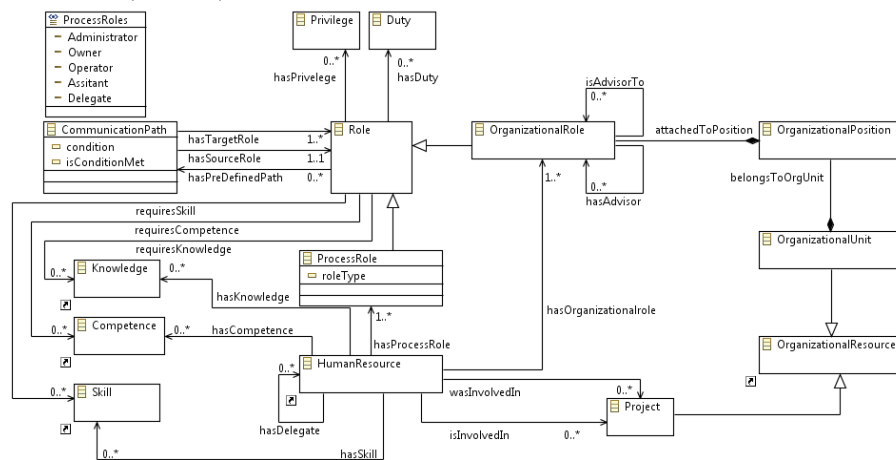 ProcessRoles
Administrator
Owner
Operator
Assitant
Delegate
Privilege
Duty
0..*
hasPrivelege
0..*
hasDuty
CommunicationPath
condition
isConditionMet
hasTargetRole
1..*
hasSourceRole
1..1
hasPreDefinedPath
0..*
Role
isAdvisorTo
0..*
OrganizationalRole
0..*
hasAdvisor
1..*
attachedToPosition
OrganizationalPosition
belongsToOrgUnit
OrganizationalUnit
OrganizationalResource
requiresSkill
requiresCompetence
requiresKnowledge
ProcessRole
roleType
0..*
Knowledge
0..*
hasKnowledge
1..*
hasProcessRole
hasOrganizationalrole
0..*
Competence
0..*
hasCompetence
HumanResource
0..*
hasDelegate
wasInvolvedIn
0..*
Project
isInvolvedIn
0..*
0..*
Skill
0..*
hasSkill